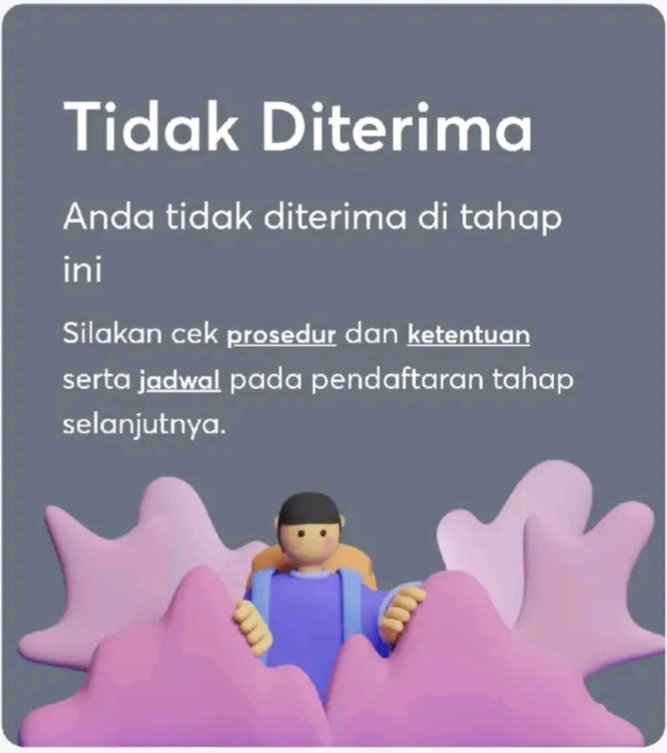 Tidak Diterima
Anda tidak diterima di tahap
ini
Silakan cek prosedur dan ketentuan
serta jadwal pada pendaftaran tahap
selanjutnya.